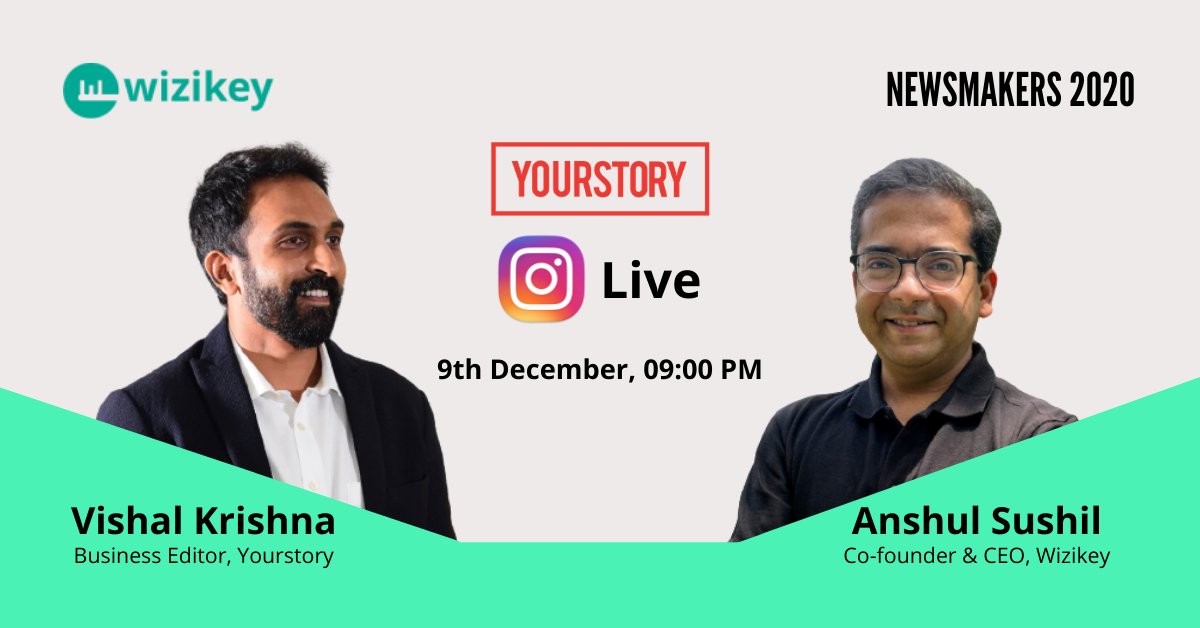 wizikey
NEWSMAKERS 2020
YOURSTORY
Live
9th December, 09:00 PM
Vishal Krishna
Business Editor, Yourstory
Anshul Sushil
Co-founder & CEO, Wizikey